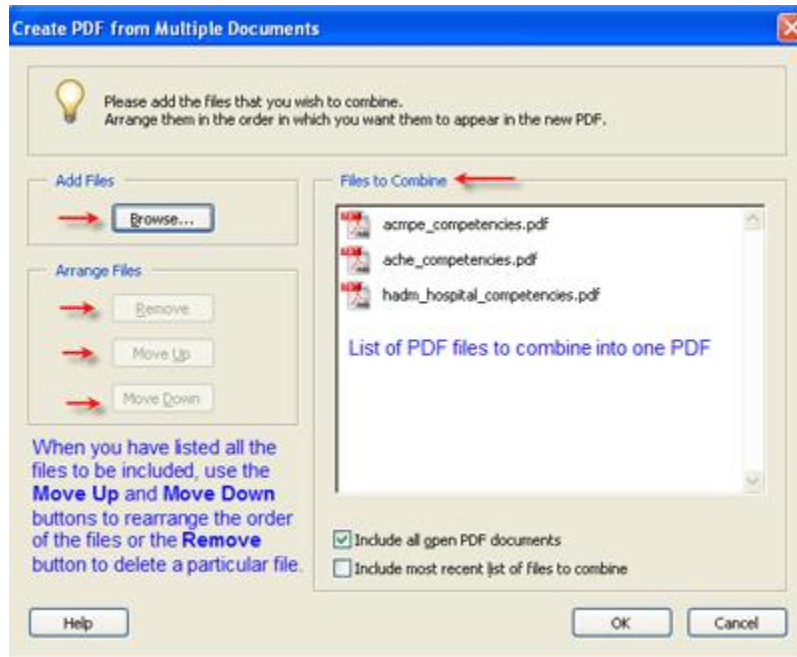 Create PDF from Multiple Documents
Please add the files that you wish to combine.
Arrange them in the order in which you want them to appear in the new PDF.
Add Files
Browse...
Arrange Files
Remove
Move Up
Move Down
When you have listed all the
files to be included, use the
Move Up and Move Down
buttons to rearrange the order
of the files or the Remove
button to delete a particular file.
Files to Combine
acmpe_competencies.pdf
ache_competencies.pdf
hadm_hospital_competencies.pdf
List of PDF files to combine into one PDF
Include all open PDF documents
Include most recent list of files to combine
Help
OK
Cancel